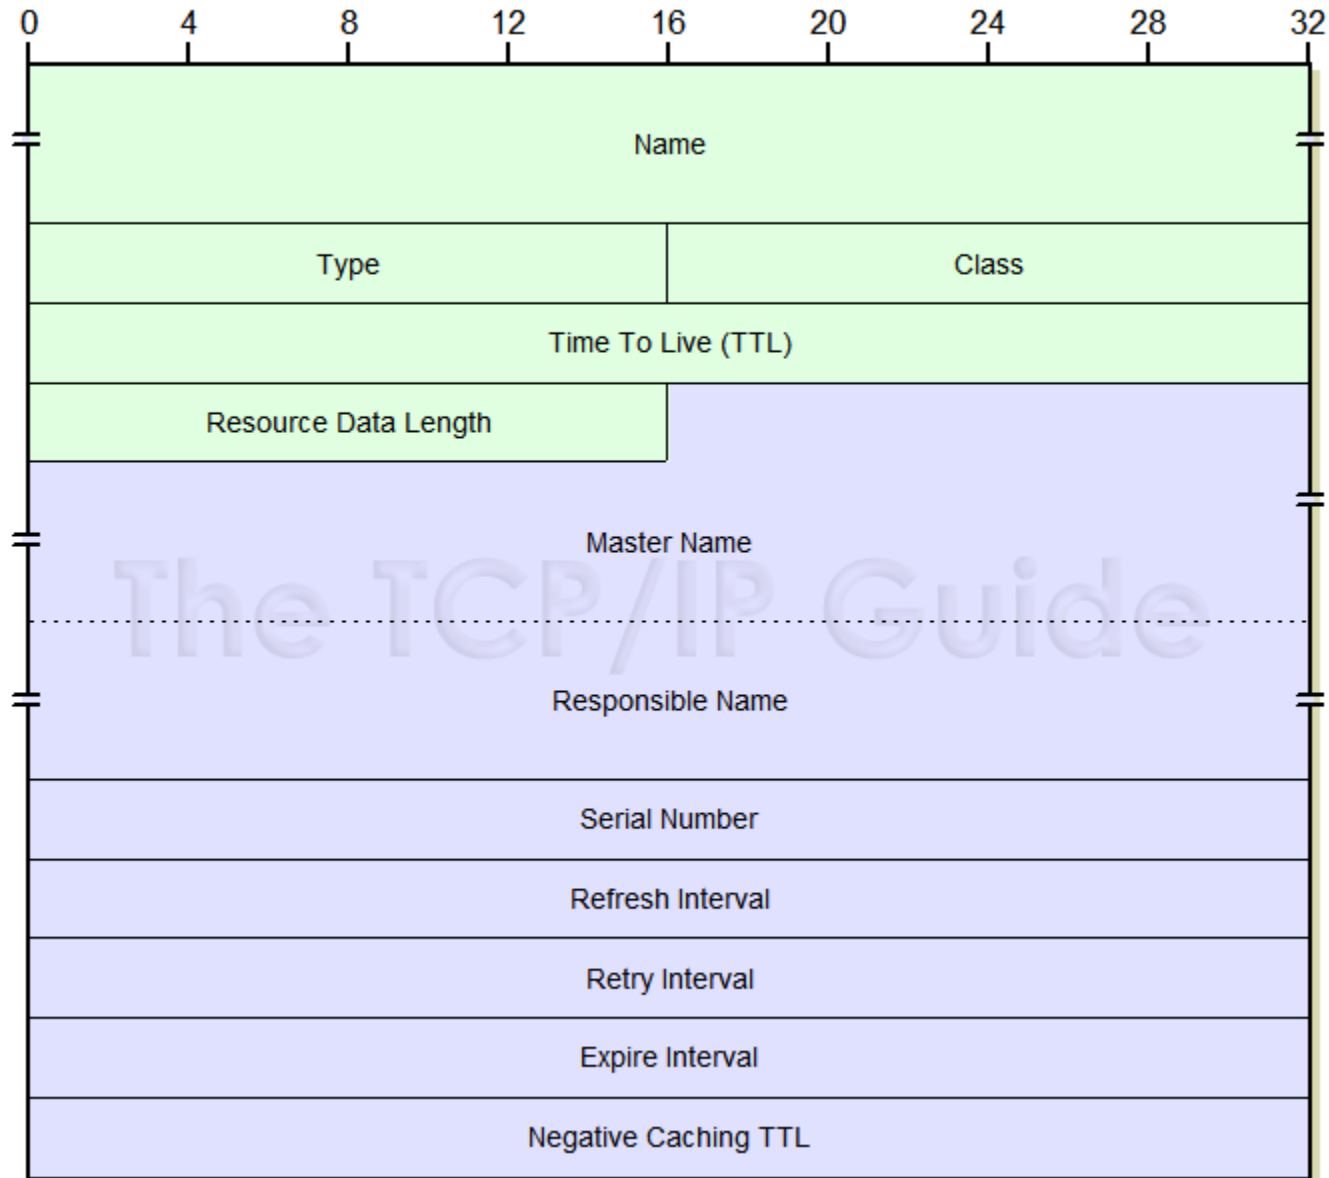 0 4 8 12 16 20 24 28 32
Name
Type Class
Time To Live (TTL)
Resource Data Length
Master Name
The TCP/IP Guide
Responsible Name
Serial Number
Refresh Interval
Retry Interval
Expire Interval
Negative Caching TTL